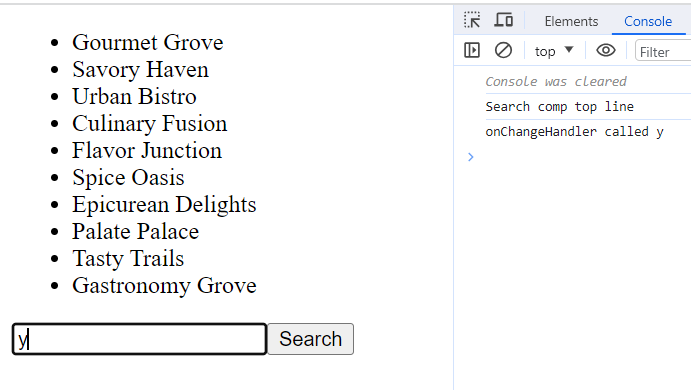 Gourmet Grove
Savory Haven
Urban Bistro
Culinary Fusion
Flavor Junction
Spice Oasis
Epicurean Delights
Palate Palace
Tasty Trails
Gastronomy Grove
y Search
Elements Console
top Filter
Console was cleared
Search comp top line
onChangeHandler called y